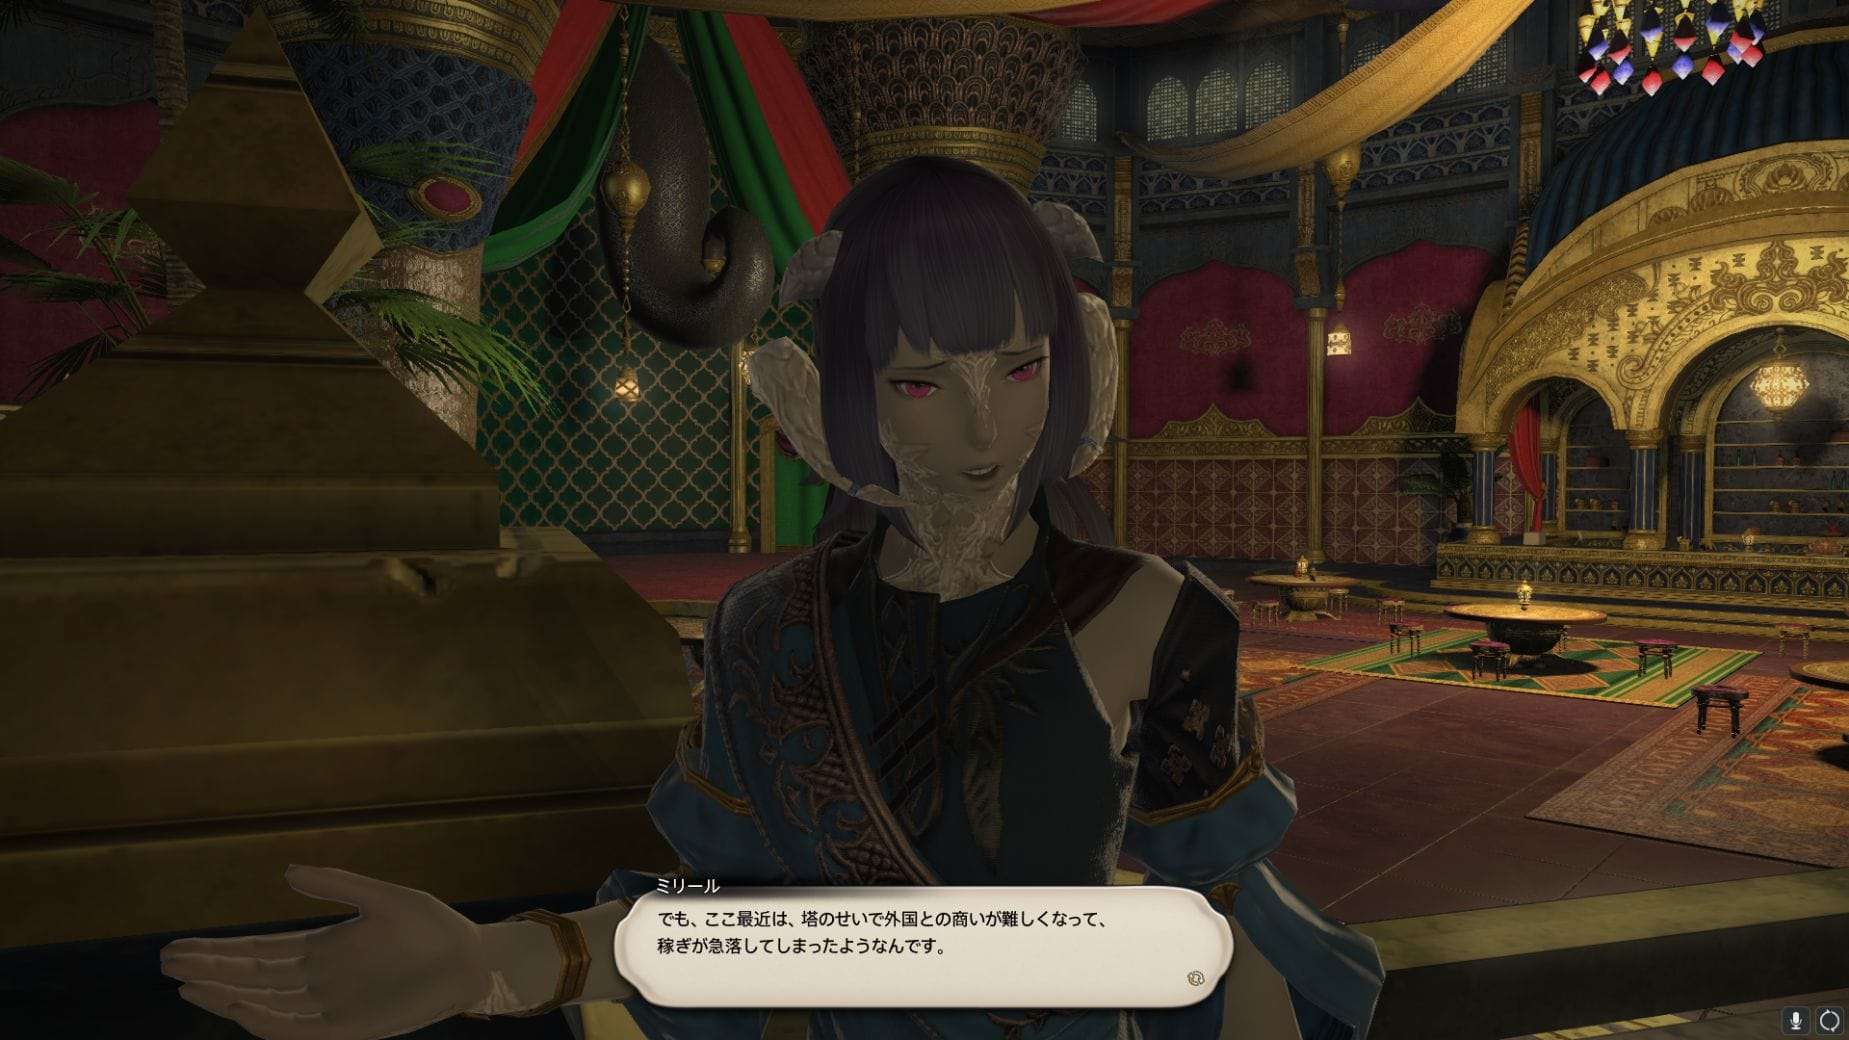 ミリール
でも、ここ最近は、塔のせいで外国との商いが難しくなって、
稼ぎが急落してしまったようなんです。